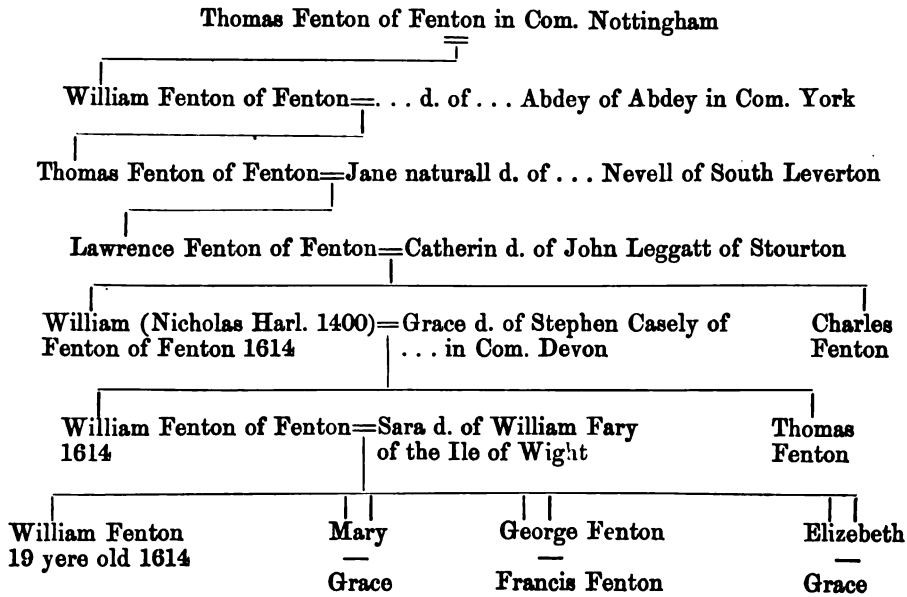 Thomas Fenton of Fenton in Com. Nottingham
William Fenton of Fenton=. . . d. of . . . Abdey of Abdey in Com. York
Thomas Fenton of Fenton=Jane naturall d. of . . . Nevell of South Leverton
Lawrence Fenton of Fenton=Catherin d. of John Leggatt of Stourton
William (Nicholas Harl. 1400)=Grace d. of Stephen Casely of
Fenton of Fenton 1614
. . . in Com. Devon
Charles
Fenton
William Fenton of Fenton=Sara d. of William Fary
1614
of the Ile of Wight
Thomas
Fenton
William Fenton
19 yere old 1614
Mary
—
Grace
George Fenton
—
Francis Fenton
Elizebeth
—
Grace